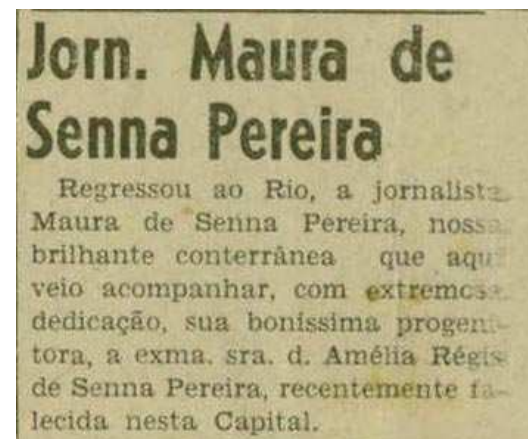 Jorn. Maura de
Senna Pereira
Regressou ao Rio, a jornalista
Maura de Senna Pereira, nossa
brilhante conterrânea que aqui
veio acompanhar, com extremosa
dedicação, sua boníssima progeni-
tora, a exma. sra. d. Amélia Régis
de Senna Pereira, recentemente fa-
lecida nesta Capital.